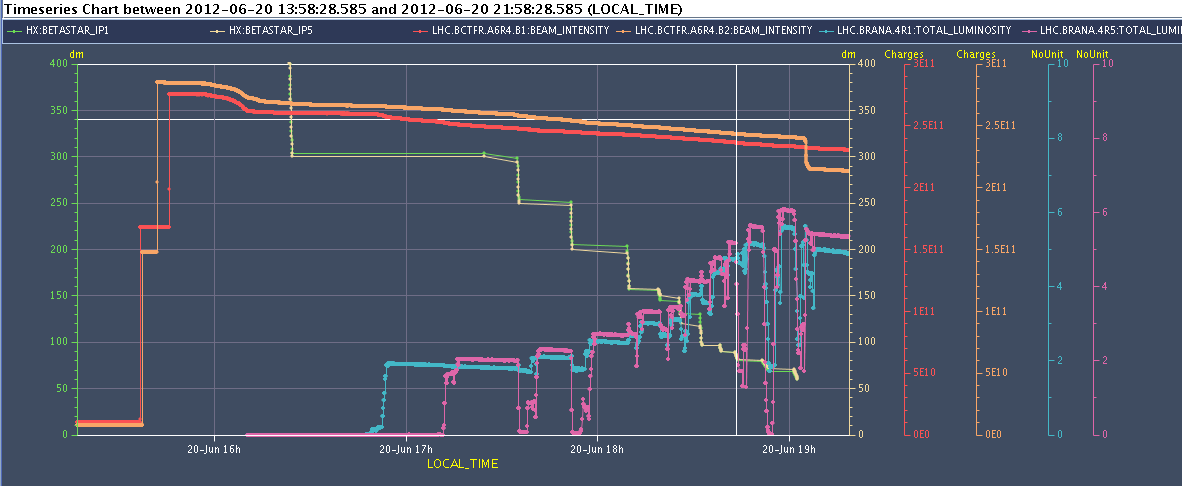 Timeseries Chart between 2012-06-20 13:58:28.585 and 2012-06-20 21:58:28.585 (LOCAL_TIME)
HX:BETASTAR_IP1 HX:BETASTAR_IP5 LHC.BCTFR.A6R4.B1:BEAM_INTENSITY LHC.BCTFR.A6R4.B2:BEAM_INTENSITY LHC.BRANA.4R1:TOTAL_LUMINOSITY LHC.BRANA.4R5:TOTAL_LUMI
dm dm Charges Charges NoUnit NoUnit
400 400 3E11 3E11 10 10
350 350 2.5E11 2.5E11 8 8
300 300 2E11 2E11
250 250 6 6
200 200 1.5E11 1.5E11 4 4
150 150 1E11 1E11
100 100 2 2
50 50 5E10 5E10
0 0 0E0 0E0 0 0
20-Jun 16h 20-Jun 17h 20-Jun 18h 20-Jun 19h
LOCAL_TIME